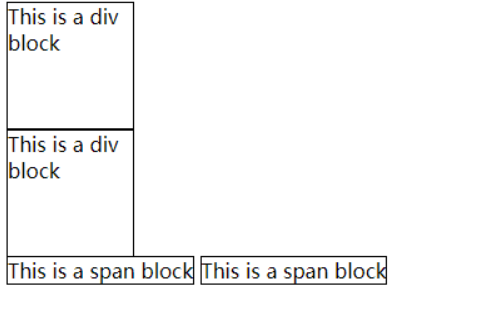 This is a div
block
This is a div
block
This is a span block This is a span block